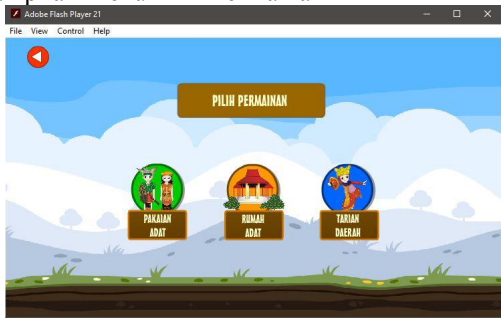 Adobe Flash Player 21
File View Control Help
PILIH PERMAINAN
PAKAIAN
ADAT
RUMAH
ADAT
TARIAN
DAERAH